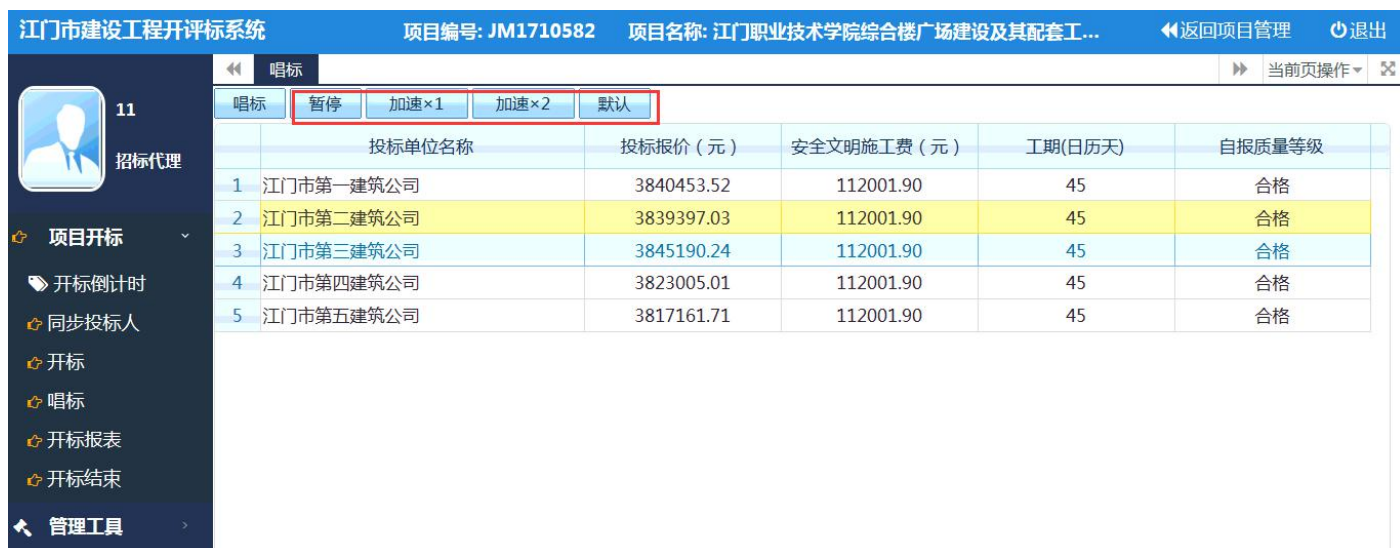 江门市建设工程开评标系统 项目编号: JM1710582 项目名称: 江门职业技术学院综合楼广场建设及其配套工... 返回项目管理 退出
唱标 当前页操作
11
招标代理
唱标 暂停 加速×1 加速×2 默认
投标单位名称 投标报价（元） 安全文明施工费（元） 工期(日历天) 自报质量等级
1 江门市第一建筑公司 3840453.52 112001.90 45 合格
2 江门市第二建筑公司 3839397.03 112001.90 45 合格
3 江门市第三建筑公司 3845190.24 112001.90 45 合格
4 江门市第四建筑公司 3823005.01 112001.90 45 合格
5 江门市第五建筑公司 3817161.71 112001.90 45 合格
项目开标
开标倒计时
同步投标人
开标
唱标
开标报表
开标结束
管理工具